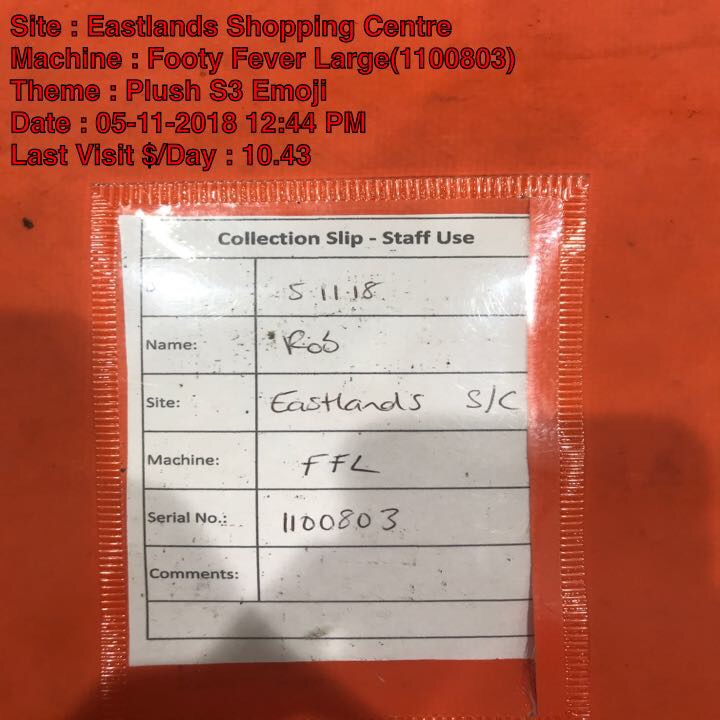 Site : Eastlands Shopping Centre
Machine : Footy Fever Large(1100803)
Theme : Plush S3 Emoji
Date : 05-11-2018 12:44 PM
Last Visit $/Day : 10.43
Collection Slip - Staff Use
5 11.18
Name: Rob
Site: Eastlands S/C
Machine: FFL
Serial No.: 1100803
Comments: